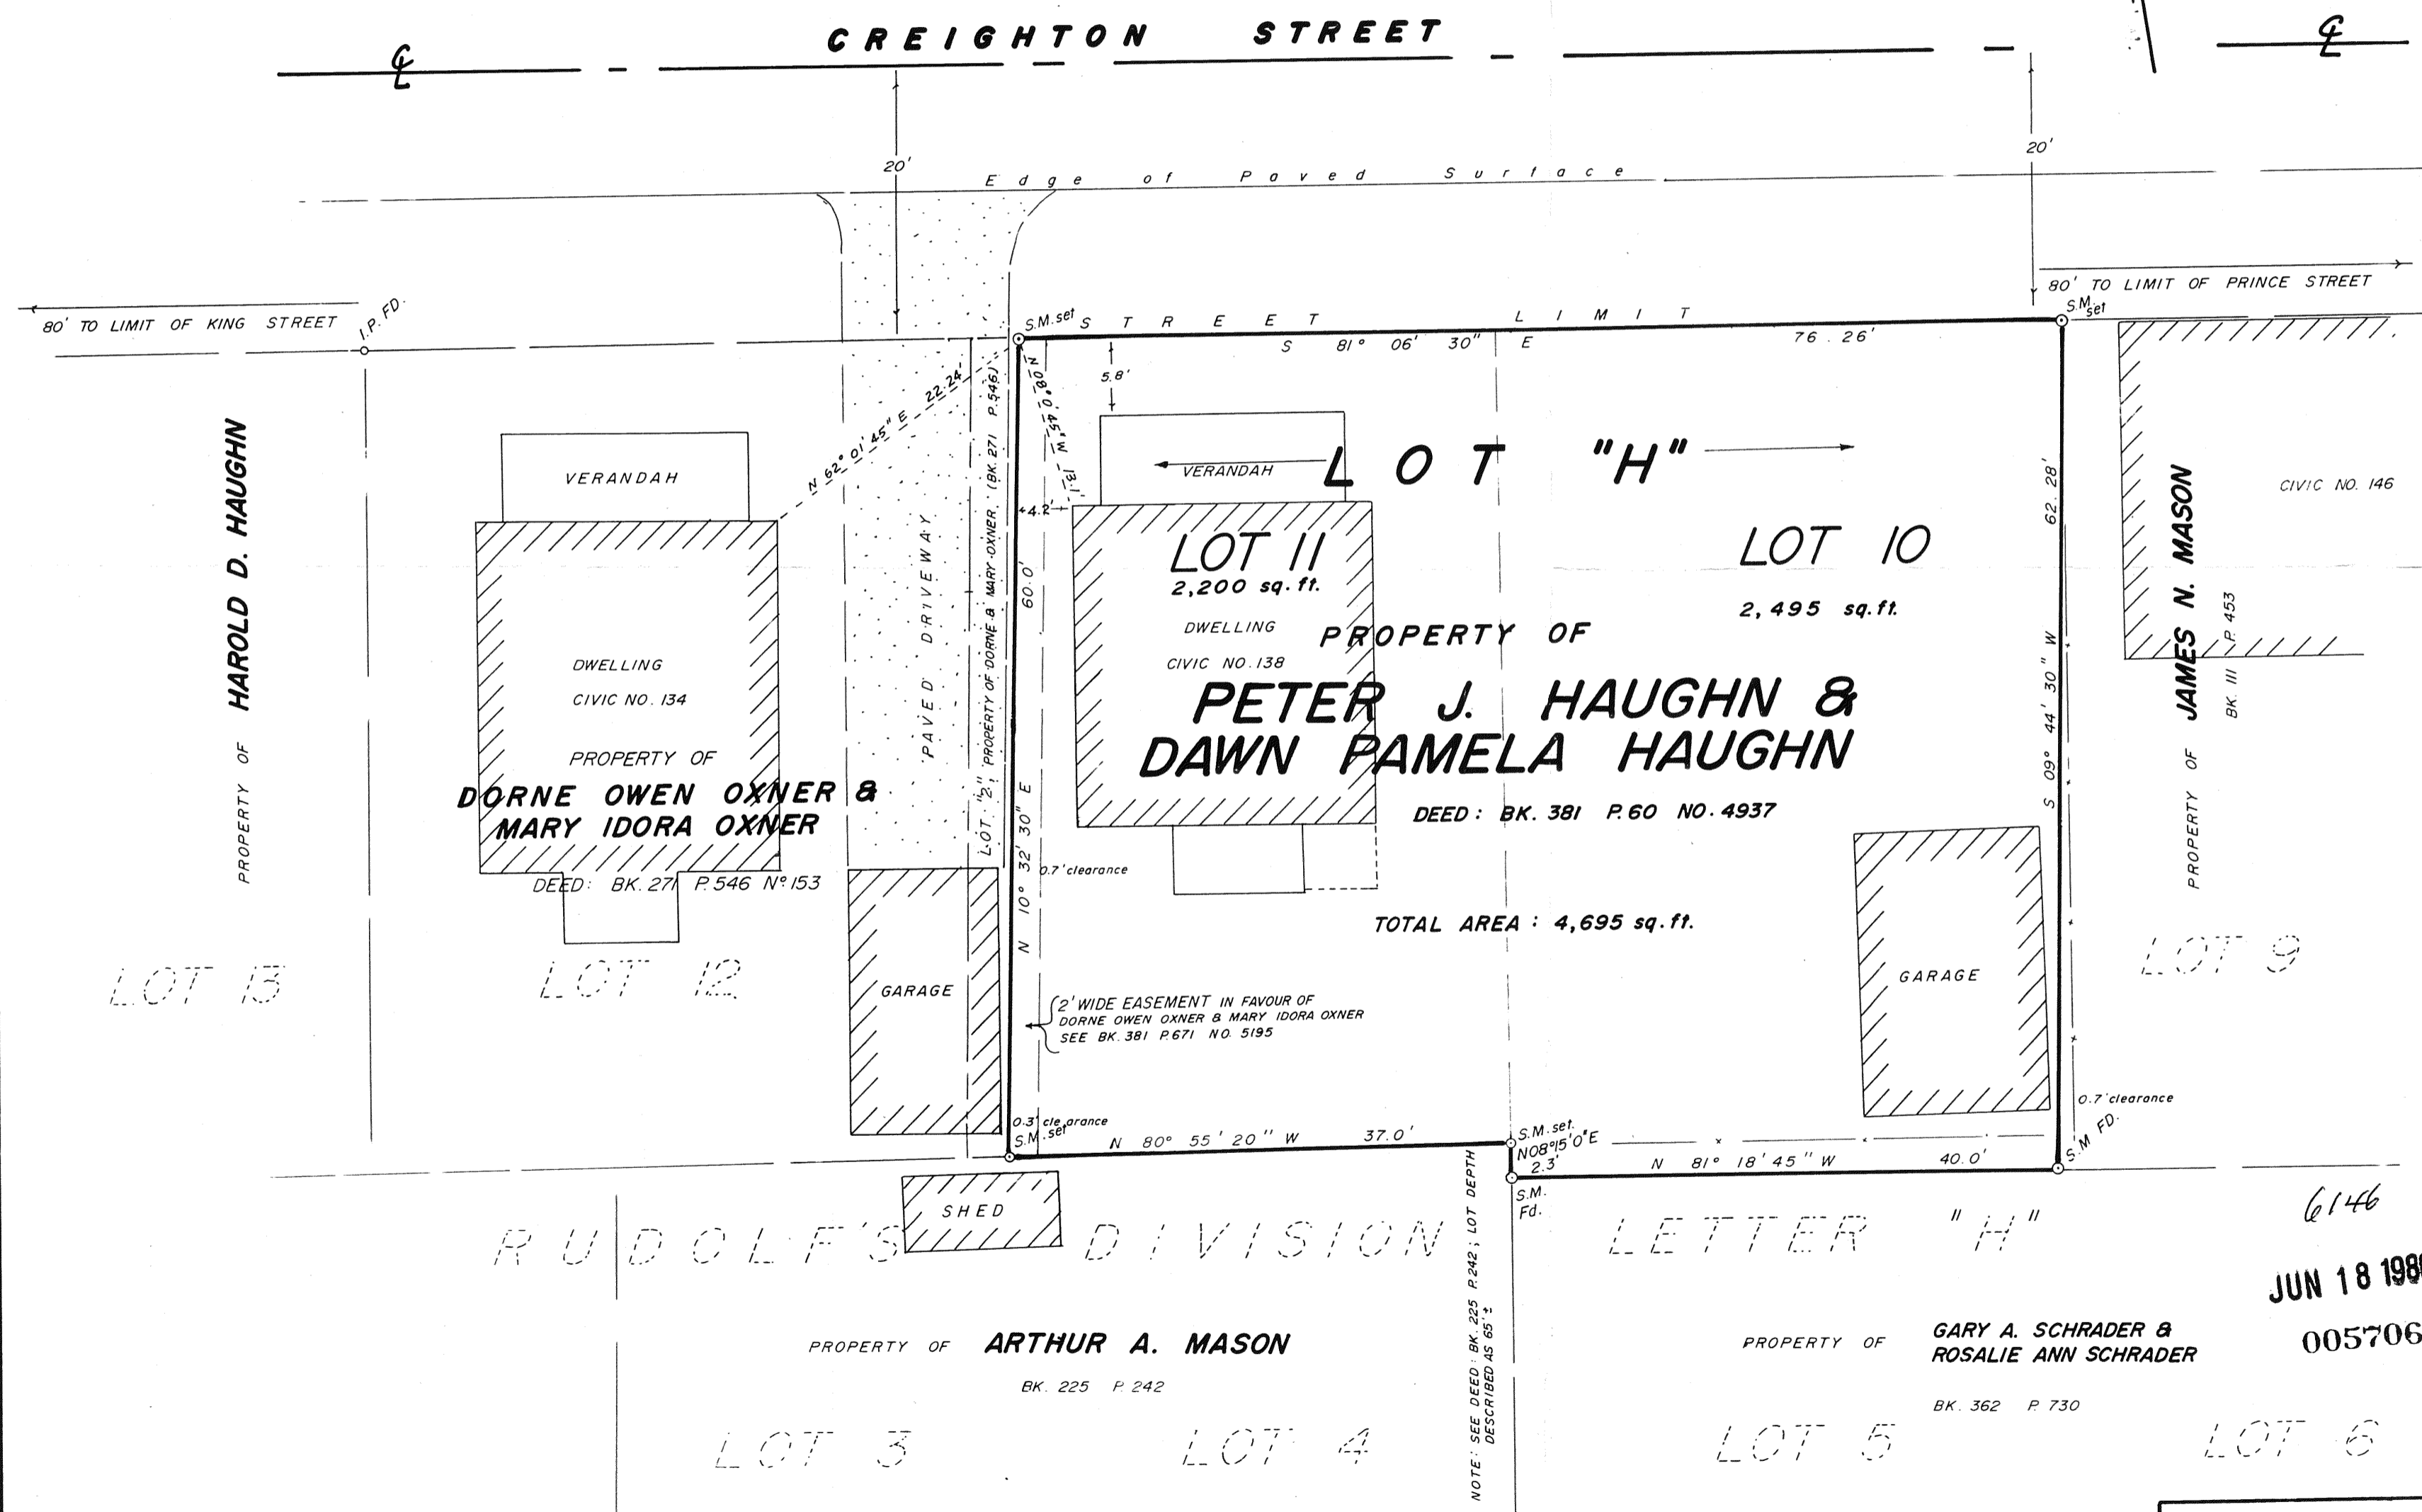 CREIGHTON STREET
℄
℄
20'
20'
Edge of Paved Surface
80' TO LIMIT OF KING STREET
I.P. FD.
80' TO LIMIT OF PRINCE STREET
S.M. set
STREET LIMIT
S.M. set
S 81° 06' 30" E
76.26'
5.8'
N 62° 01' 45" E 22.24'
13.1'
4.2'
VERANDAH
VERANDAH
LOT "H"
PROPERTY OF HAROLD D. HAUGHN
DWELLING
CIVIC NO. 134
PROPERTY OF
DORNE OWEN OXNER &
MARY IDORA OXNER
DEED: BK. 271 P.546 Nº.153
PAVED DRIVEWAY
LOT "2", PROPERTY OF DORNE & MARY OXNER (BK. 271 P.546)
N 10° 32' 30" E 60.0'
LOT 11
2,200 sq. ft.
DWELLING
CIVIC NO. 138
LOT 10
2,495 sq. ft.
PROPERTY OF
PETER J. HAUGHN &
DAWN PAMELA HAUGHN
DEED: BK. 381 P. 60 NO. 4937
TOTAL AREA: 4,695 sq. ft.
S 09° 44' 30" W 62.28'
PROPERTY OF JAMES N. MASON
BK. 111 P. 453
CIVIC NO. 146
0.7' clearance
LOT 13
LOT 12
GARAGE
2' WIDE EASEMENT IN FAVOUR OF
DORNE OWEN OXNER & MARY IDORA OXNER
SEE BK. 381 P.671 NO. 5195
GARAGE
LOT 9
0.7' clearance
0.3' clearance
S.M. set
N 80° 55' 20" W 37.0'
S.M. set.
N08°15'0"E
2.3'
N 81° 18' 45" W 40.0'
S.M FD.
S.M.
Fd.
SHED
RUDOLF'S DIVISION LETTER "H"
6146
JUN 18 198
005706
NOTE: SEE DEED: BK. 225 P.242; LOT DEPTH
DESCRIBED AS 65'±
PROPERTY OF ARTHUR A. MASON
BK. 225 P. 242
PROPERTY OF
GARY A. SCHRADER &
ROSALIE ANN SCHRADER
BK. 362 P. 730
LOT 3
LOT 4
LOT 5
LOT 6